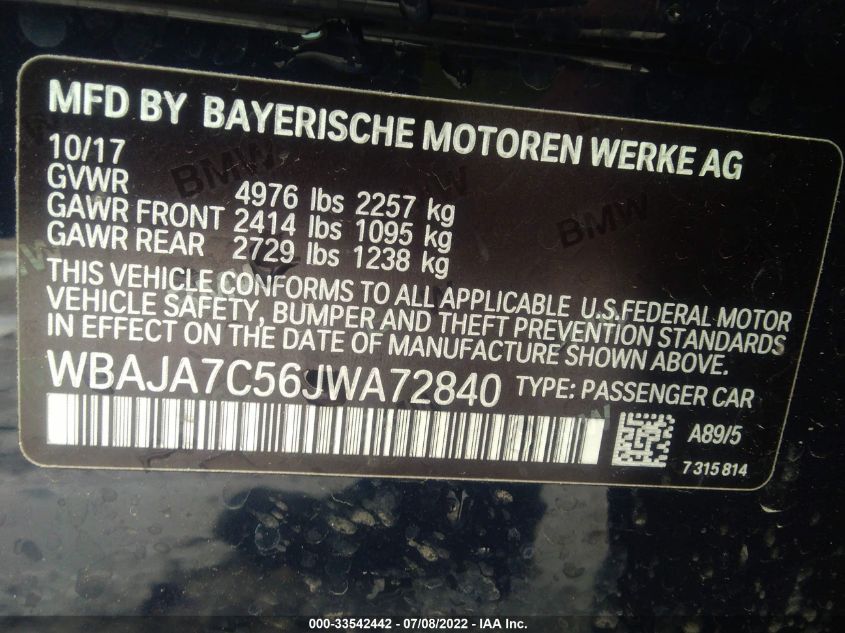 MFD BY BAYERISCHE MOTOREN WERKE AG
10/17
GVWR 4976 lbs 2257 kg
GAWR FRONT 2414 lbs 1095 kg
GAWR REAR 2729 lbs 1238 kg
THIS VEHICLE CONFORMS TO ALL APPLICABLE U.S.FEDERAL MOTOR
VEHICLE SAFETY, BUMPER AND THEFT PREVENTION STANDARDS
IN EFFECT ON THE DATE OF MANUFACTURE SHOWN ABOVE.
WBAJA7C56JWA72840 TYPE: PASSENGER CAR
A89/5
7 315 814
BMW
BMW
000-33542442 - 07/08/2022 - IAA Inc.